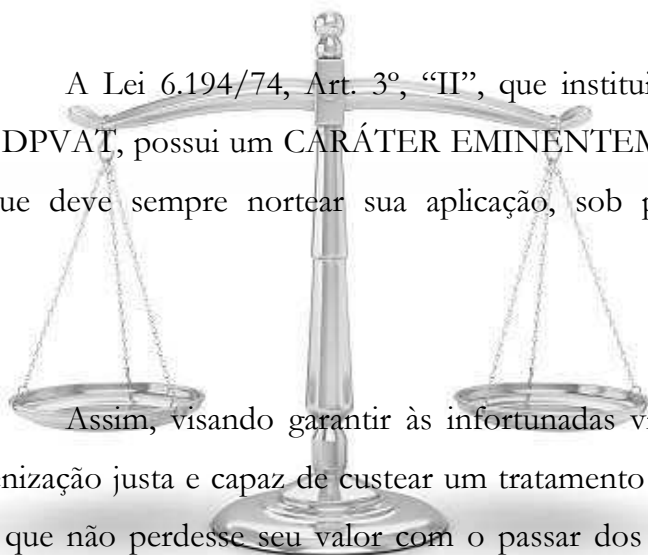 A Lei 6.194/74, Art. 3º, “II”, que institui
DPVAT, possui um CARÁTER EMINENTEM
ue deve sempre nortear sua aplicação, sob p
Assim, visando garantir às infortunadas vi
enização justa e capaz de custear um tratamento
que não perdesse seu valor com o passar dos